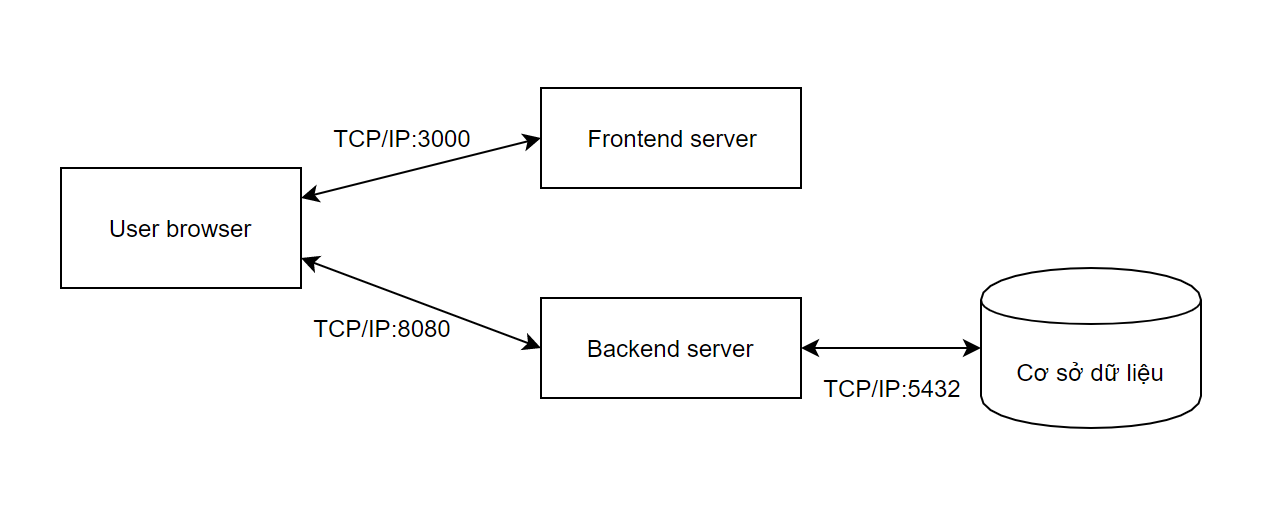 TCP/IP:3000
Frontend server
User browser
TCP/IP:8080
Backend server
TCP/IP:5432
Cơ sở dữ liệu